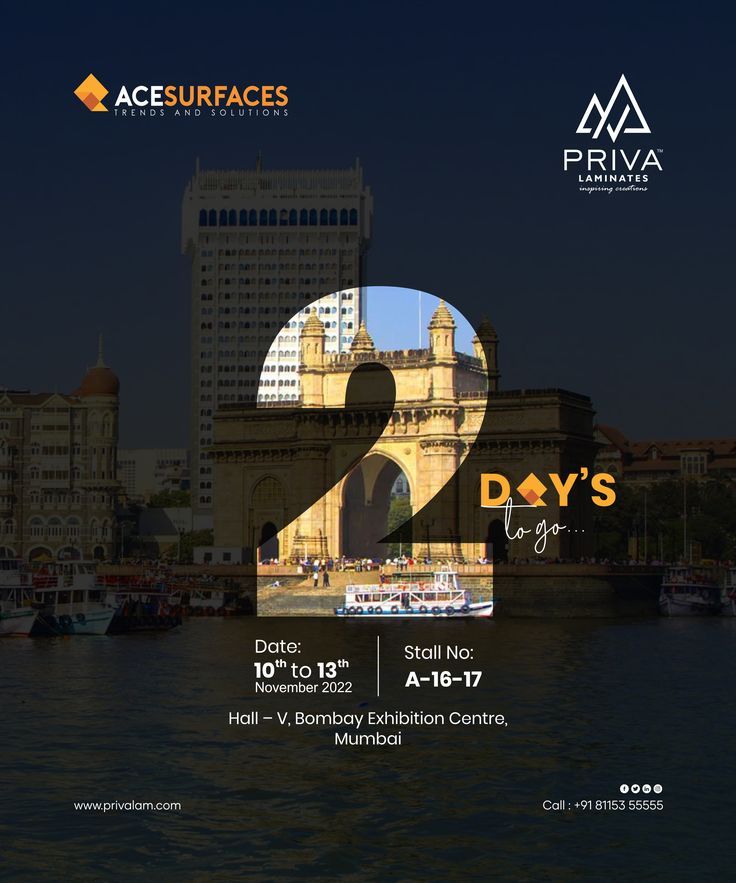 ACESURFACES
TRENDS AND SOLUTIONS
PRIVA™
LAMINATES
inspiring creations
2
DAY'S
to go...
Date:
10th to 13th
November 2022
Stall No:
A-16-17
Hall – V, Bombay Exhibition Centre,
Mumbai
www.privalam.com
Call : +91 81153 55555